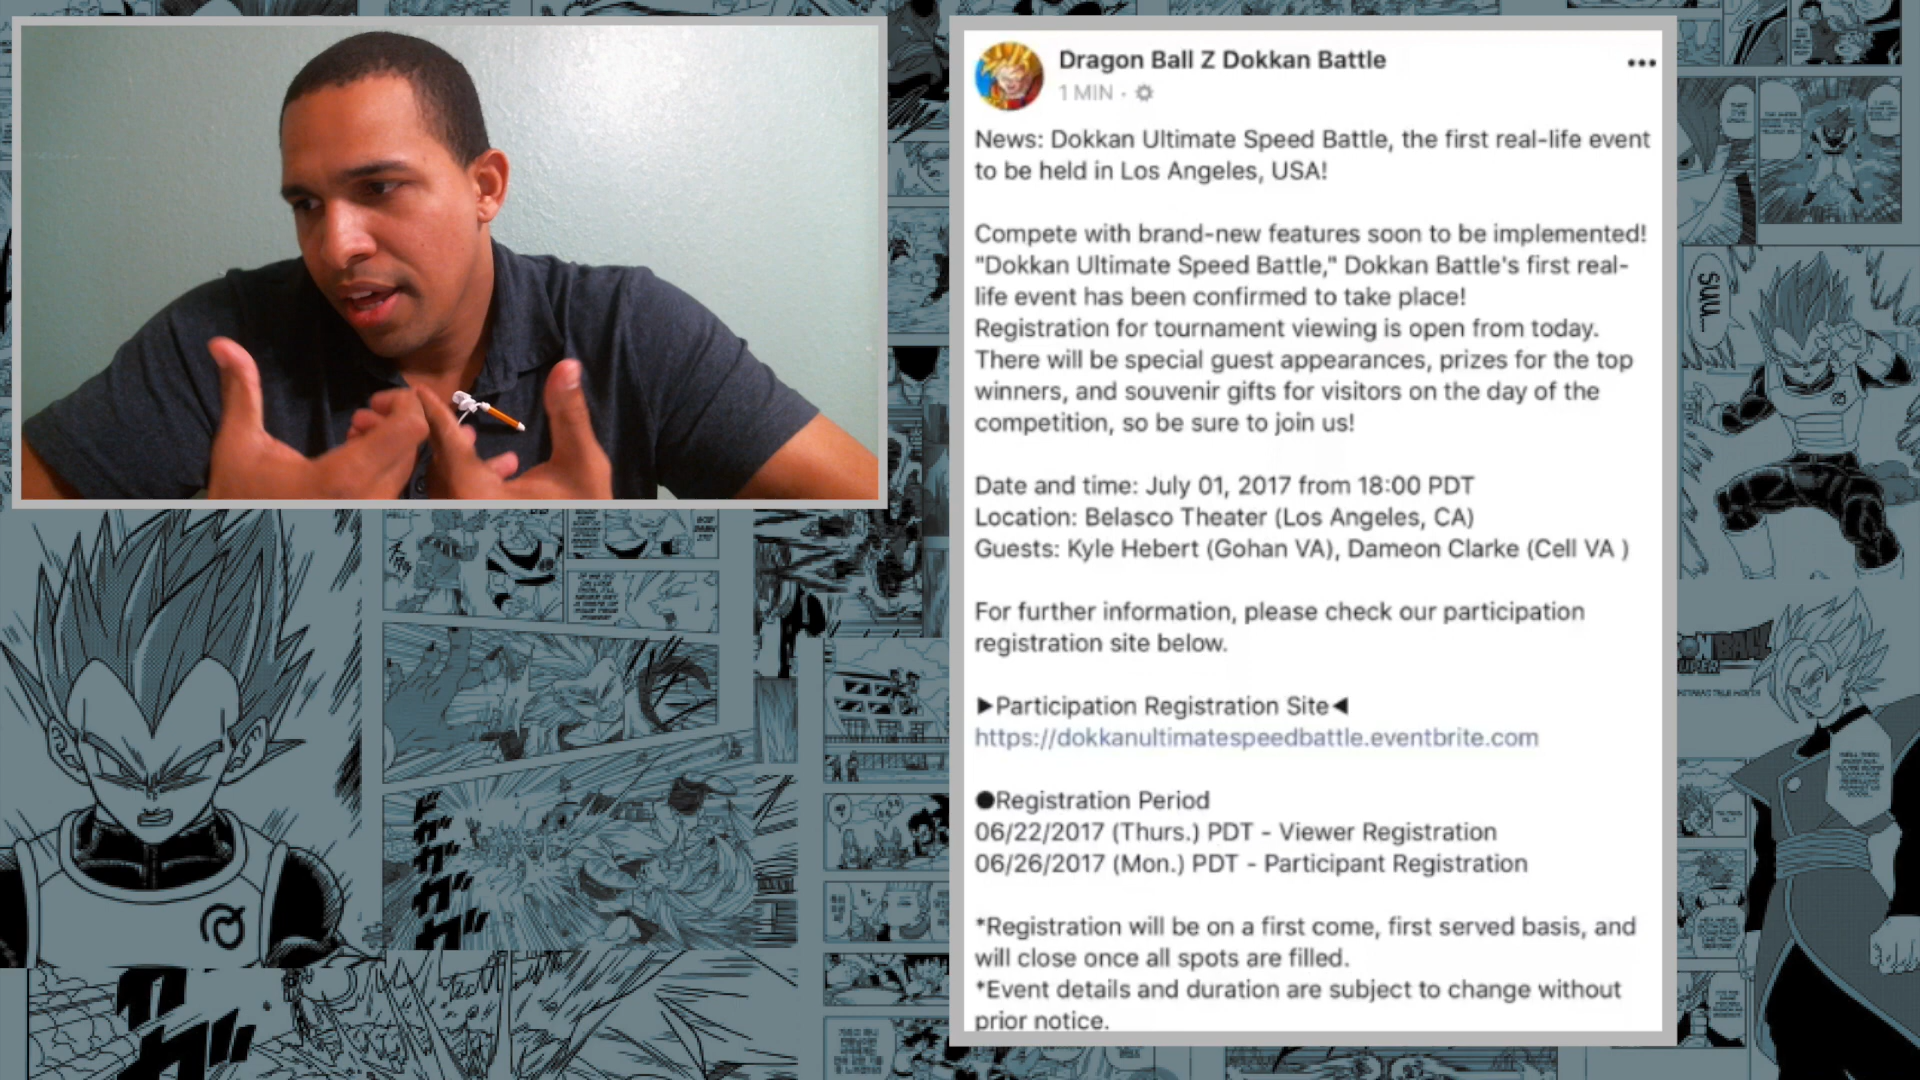 Dragon Ball Z Dokkan Battle
1 MIN ·
News: Dokkan Ultimate Speed Battle, the first real-life event
to be held in Los Angeles, USA!
Compete with brand-new features soon to be implemented!
"Dokkan Ultimate Speed Battle," Dokkan Battle's first real-
life event has been confirmed to take place!
Registration for tournament viewing is open from today.
There will be special guest appearances, prizes for the top
winners, and souvenir gifts for visitors on the day of the
competition, so be sure to join us!
Date and time: July 01, 2017 from 18:00 PDT
Location: Belasco Theater (Los Angeles, CA)
Guests: Kyle Hebert (Gohan VA), Dameon Clarke (Cell VA )
For further information, please check our participation
registration site below.
▶Participation Registration Site◀
https://dokkanultimatespeedbattle.eventbrite.com
●Registration Period
06/22/2017 (Thurs.) PDT - Viewer Registration
06/26/2017 (Mon.) PDT - Participant Registration
*Registration will be on a first come, first served basis, and
will close once all spots are filled.
*Event details and duration are subject to change without
prior notice.